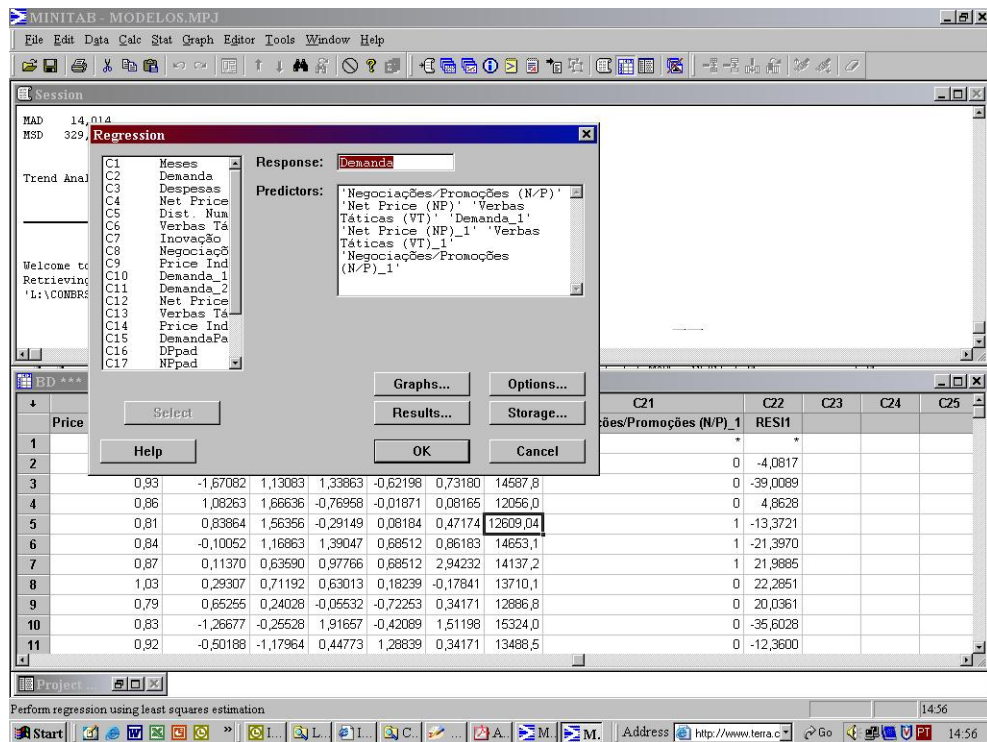 MINITAB - MODELOS.MPJ
File Edit Data Calc Stat Graph Editor Tools Window Help
Session
MAD 14,014
MSD 329,
Trend Anal
Welcome to
Retrieving
'L:\CONBRS
Regression
C1 Meses
C2 Demanda
C3 Despesas
C4 Net Price
C5 Dist. Num
C6 Verbas Tá
C7 Inovação
C8 Negociaçõ
C9 Price Ind
C10 Demanda_1
C11 Demanda_2
C12 Net Price
C13 Verbas Tá
C14 Price Ind
C15 DemandaPa
C16 DPpad
C17 NPpad
Response: Demanda
Predictors: 'Negociações/Promoções (N/P)'
'Net Price (NP)' 'Verbas
Táticas (VT)' 'Demanda_1'
'Net Price (NP)_1' 'Verbas
Táticas (VT)_1'
'Negociações/Promoções
(N/P)_1'
Graphs... Options...
Select Results... Storage...
Help OK Cancel
BD ***
C21 C22 C23 C24 C25
Price ções/Promoções (N/P)_1 RESI1
1 * *
2 0 -4,0817
3 0,93 -1,67082 1,13083 1,33863 -0,62198 0,73180 14587,8 0 -39,0089
4 0,86 1,08263 1,66636 -0,76958 -0,01871 0,08165 12056,0 0 4,8628
5 0,81 0,83864 1,56356 -0,29149 0,08184 0,47174 12609,04 1 -13,3721
6 0,84 -0,10052 1,16863 1,39047 0,68512 0,86183 14653,1 1 -21,3970
7 0,87 0,11370 0,63590 0,97766 0,68512 2,94232 14137,2 1 21,9885
8 1,03 0,29307 0,71192 0,63013 0,18239 -0,17841 13710,1 0 22,2851
9 0,79 0,65255 0,24028 -0,05532 -0,72253 0,34171 12886,8 0 20,0361
10 0,83 -1,26677 -0,25528 1,91657 -0,42089 1,51198 15324,0 0 -35,6028
11 0,92 -0,50188 -1,17964 0,44773 1,28839 0,34171 13488,5 0 -12,3600
Project ...
Perform regression using least squares estimation 14:56
Start » I... L... I... C... ... A... M... M. Address http://www.terra.c Go PT 14:56